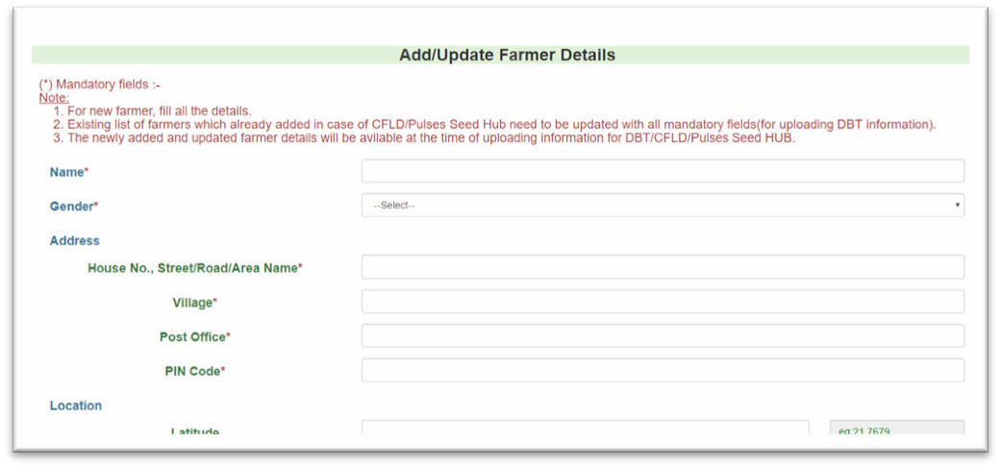 Add/Update Farmer Details
(*) Mandatory fields :-
Note:
1. For new farmer, fill all the details.
2. Existing list of farmers which already added in case of CFLD/Pulses Seed Hub need to be updated with all mandatory fields(for uploading DBT information).
3. The newly added and updated farmer details will be avilable at the time of uploading information for DBT/CFLD/Pulses Seed HUB.
Name*
Gender* --Select--
Address
House No., Street/Road/Area Name*
Village*
Post Office*
PIN Code*
Location
Latitude eg:21.7679